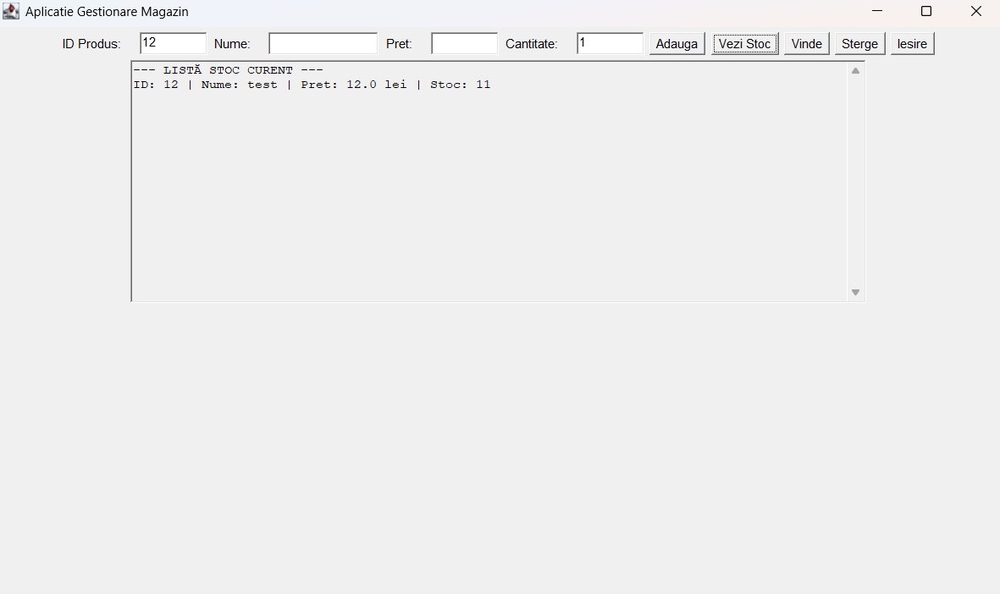 Aplicatie Gestionare Magazin
ID Produs: 12 Nume: Pret: Cantitate: 1 Adauga Vezi Stoc Vinde Sterge Iesire
--- LISTĂ STOC CURENT ---
ID: 12 | Nume: test | Pret: 12.0 lei | Stoc: 11